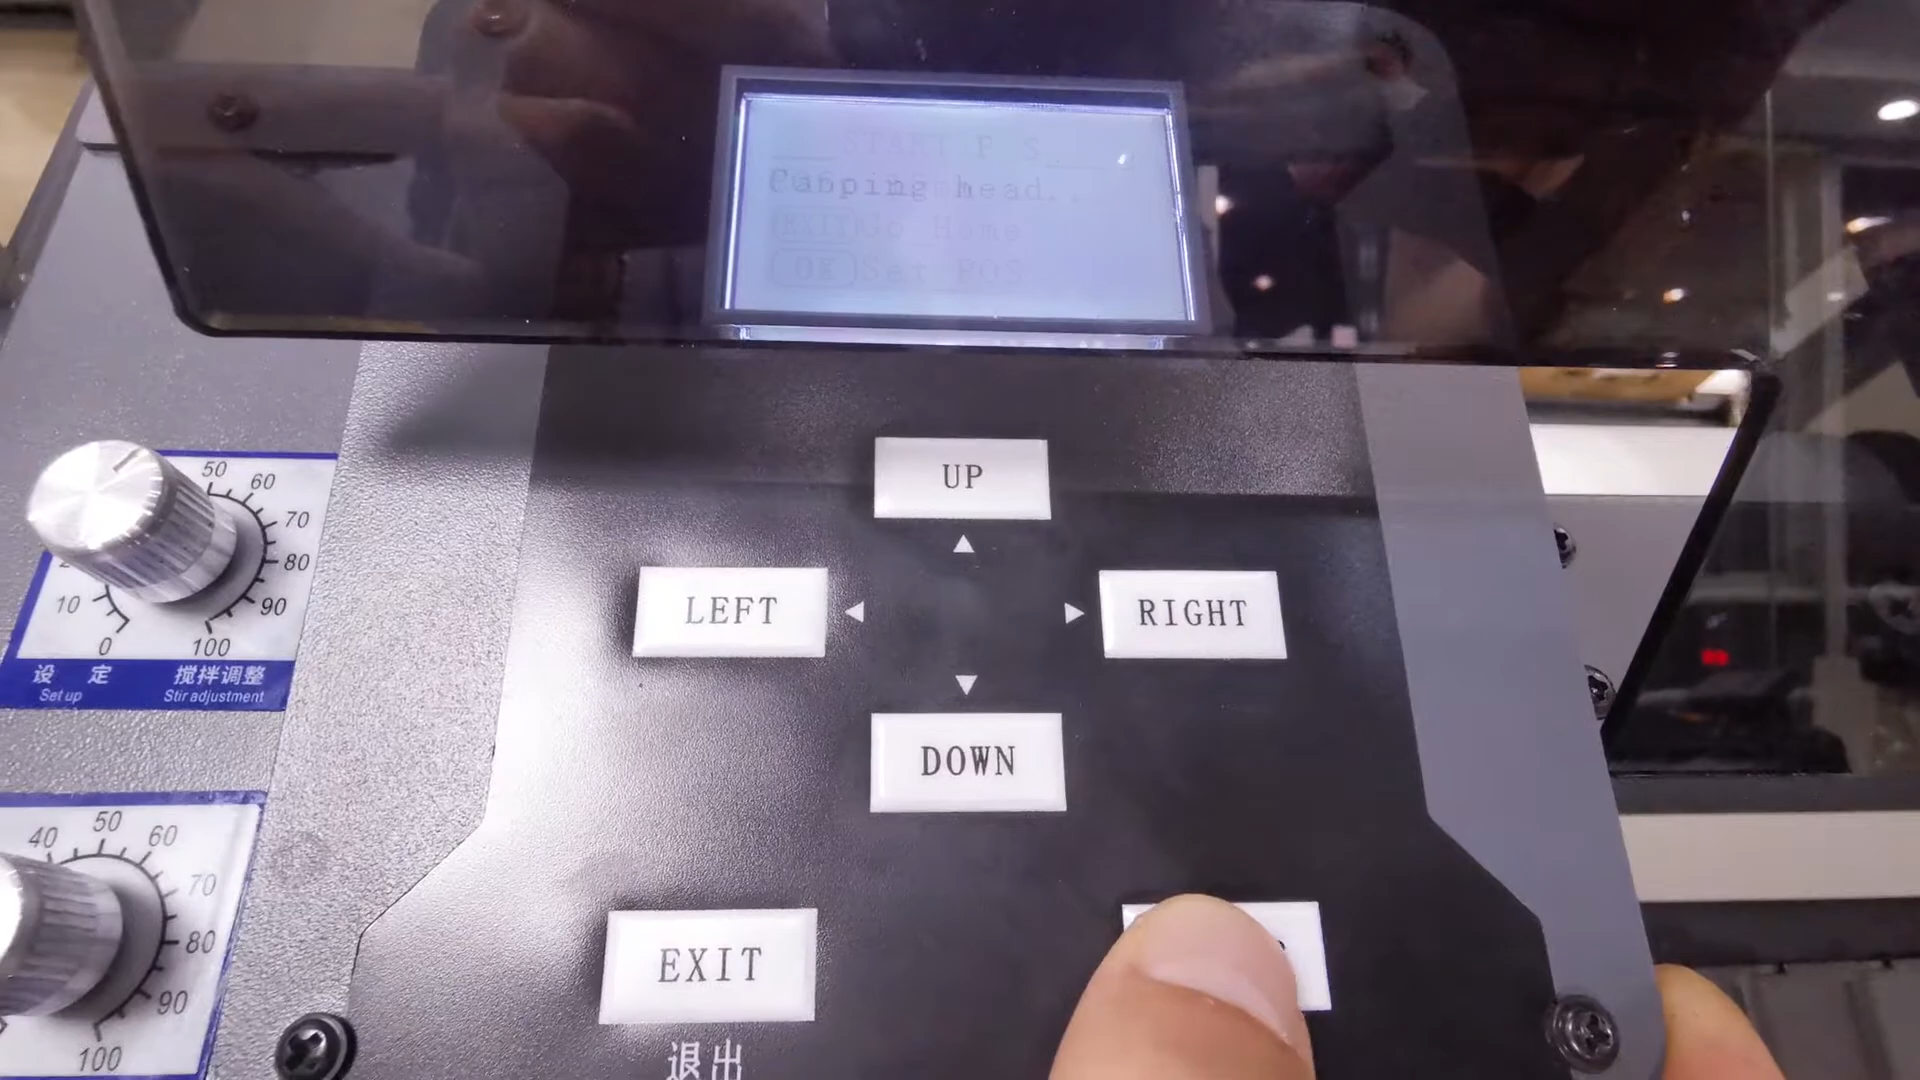 START P S
head..
EXIT Go Home
OK Set POS
UP
LEFT
RIGHT
DOWN
EXIT
退出
50
60
70
80
90
100
0
10
设 定
搅拌调整
Set up
Stir adjustment
40
50
60
70
80
90
100